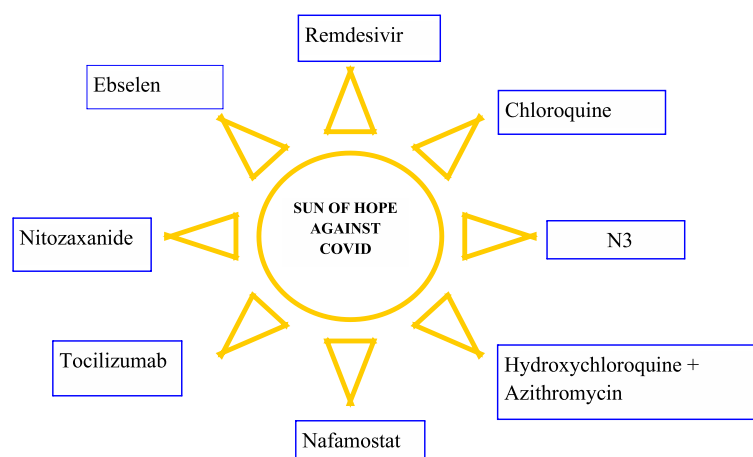 Remdesivir
Ebselen
Chloroquine
SUN OF HOPE
AGAINST
COVID
Nitozaxanide
N3
Tocilizumab
Hydroxychloroquine +
Azithromycin
Nafamostat